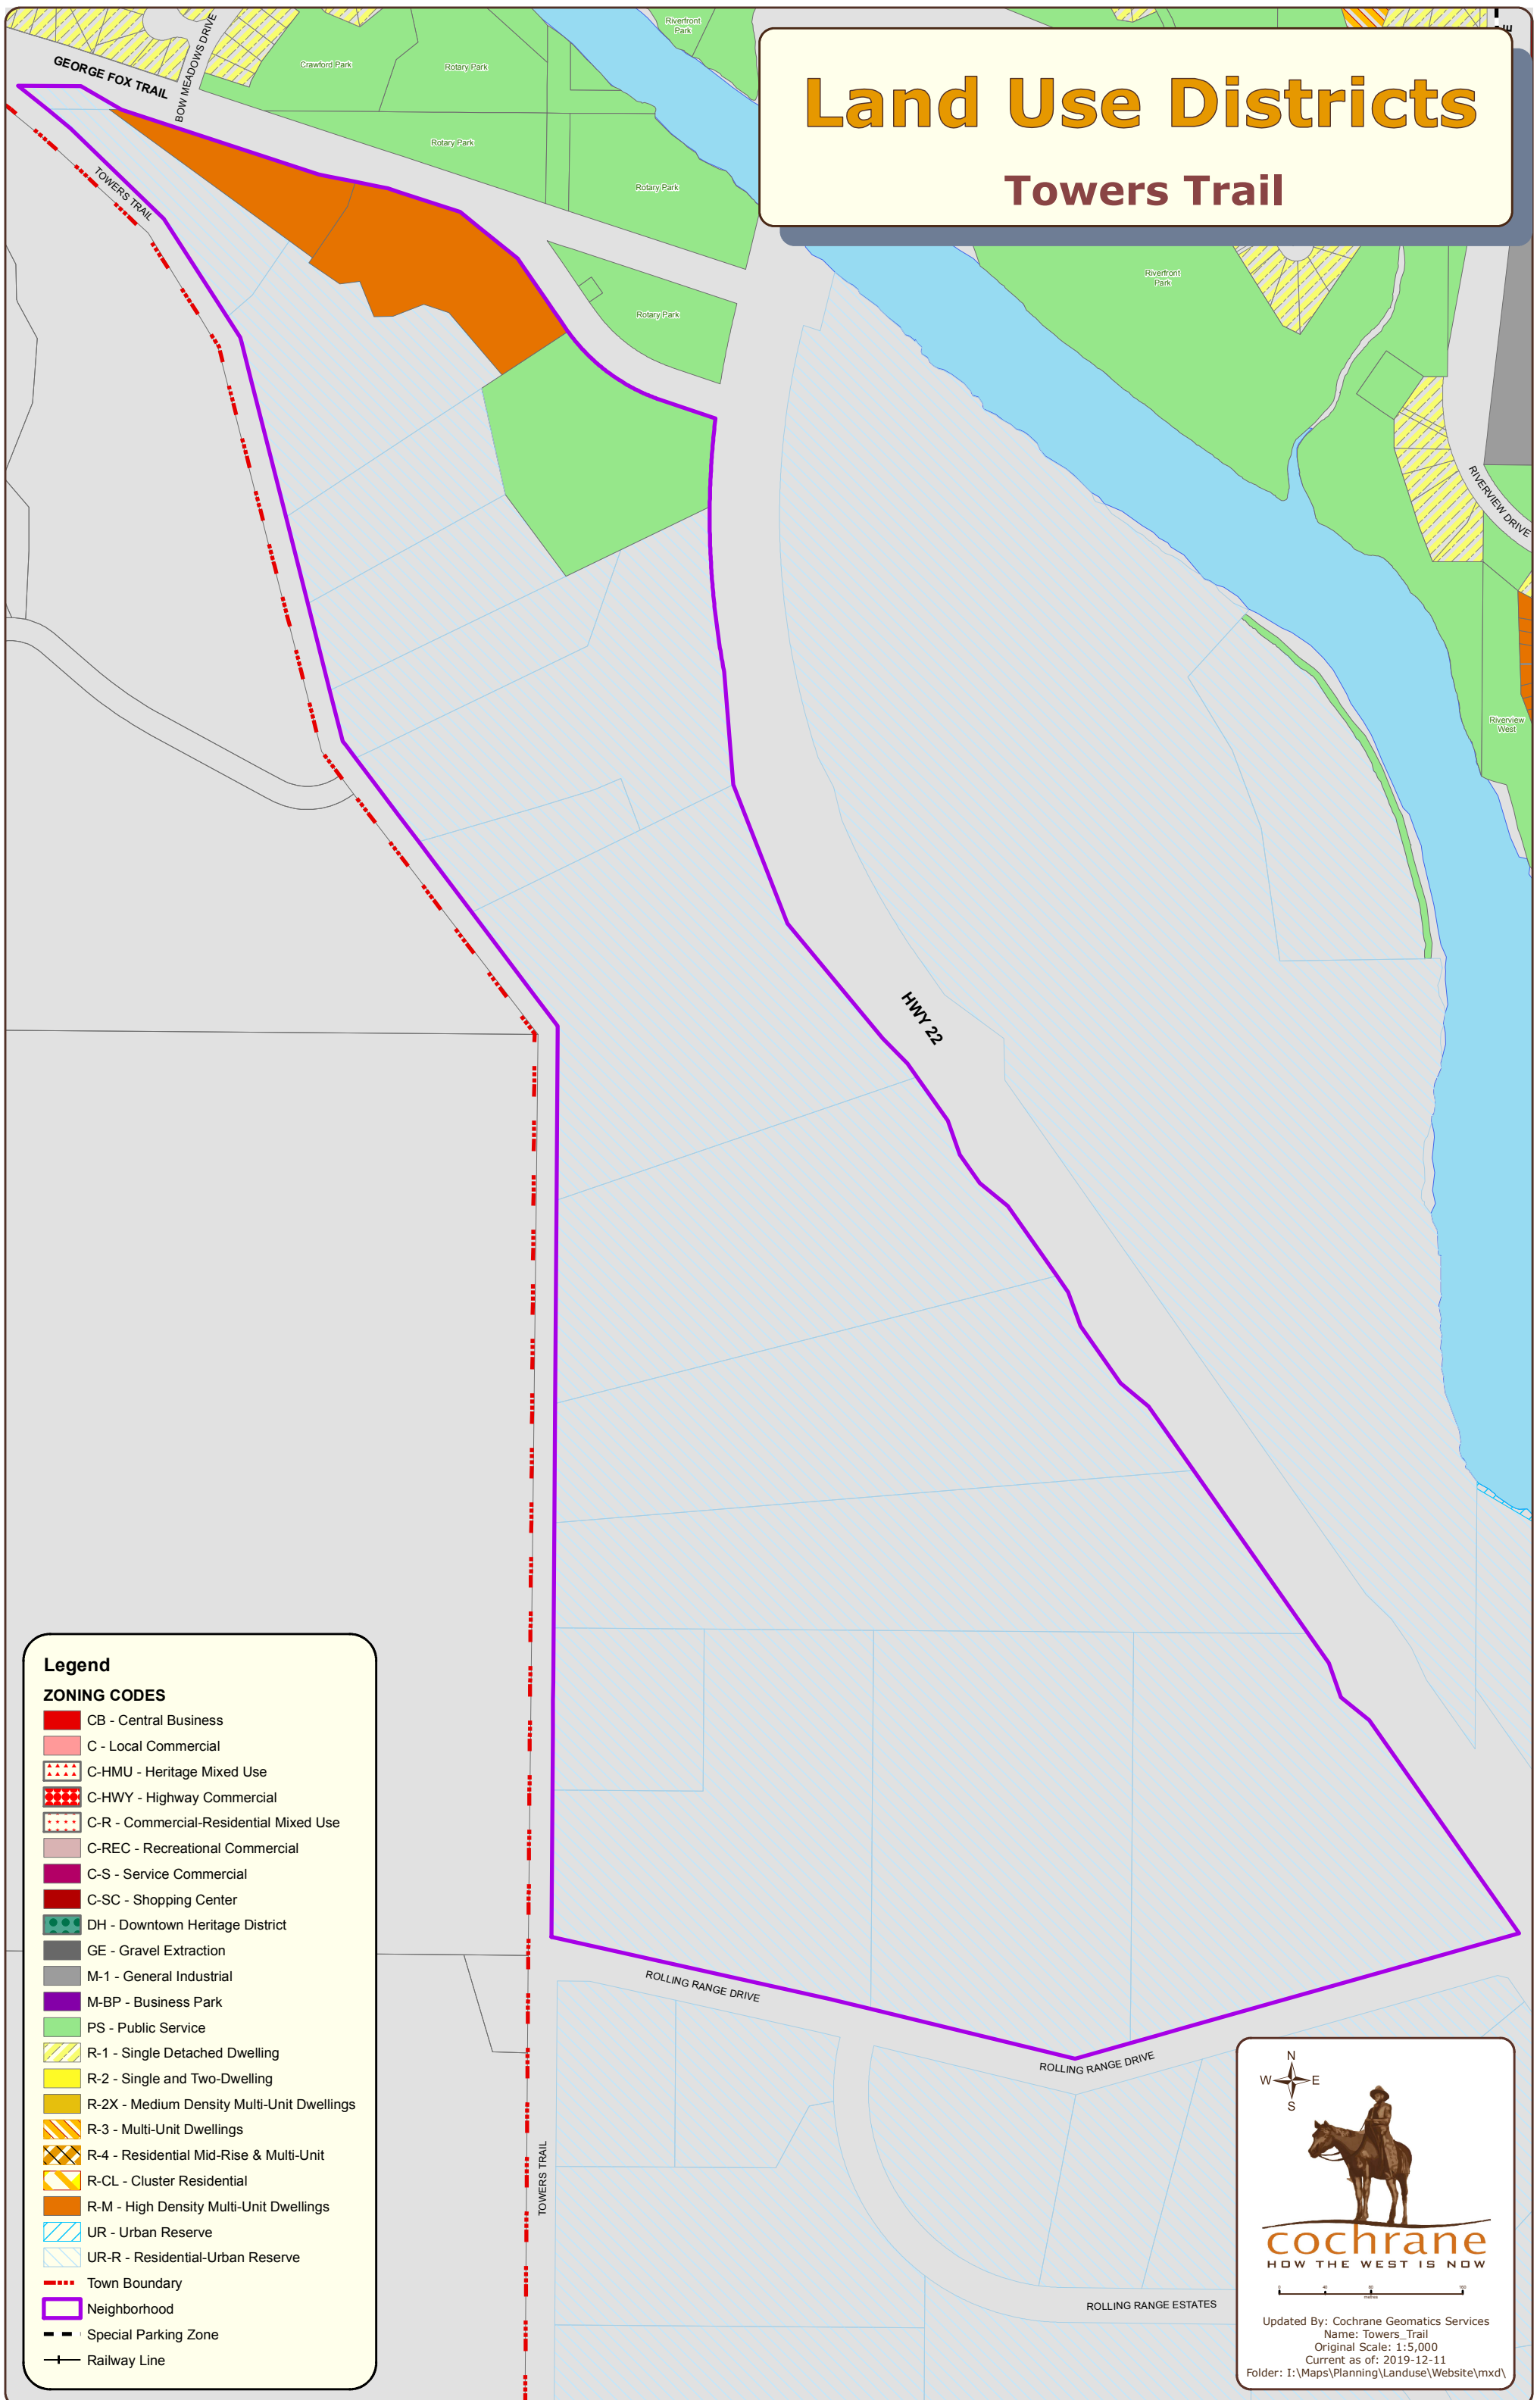 Land Use Districts
Towers Trail
Riverfront
Park
Crawford Park
Rotary Park
GEORGE FOX TRAIL
BOW MEADOWS DRIVE
Rotary Park
Rotary Park
TOWERS TRAIL
Rotary Park
Riverfront
Park
RIVERVIEW DRIVE
Riverview
West
HWY 22
ROLLING RANGE DRIVE
ROLLING RANGE DRIVE
TOWERS TRAIL
ROLLING RANGE ESTATES
Legend
ZONING CODES
CB - Central Business
C - Local Commercial
C-HMU - Heritage Mixed Use
C-HWY - Highway Commercial
C-R - Commercial-Residential Mixed Use
C-REC - Recreational Commercial
C-S - Service Commercial
C-SC - Shopping Center
DH - Downtown Heritage District
GE - Gravel Extraction
M-1 - General Industrial
M-BP - Business Park
PS - Public Service
R-1 - Single Detached Dwelling
R-2 - Single and Two-Dwelling
R-2X - Medium Density Multi-Unit Dwellings
R-3 - Multi-Unit Dwellings
R-4 - Residential Mid-Rise & Multi-Unit
R-CL - Cluster Residential
R-M - High Density Multi-Unit Dwellings
UR - Urban Reserve
UR-R - Residential-Urban Reserve
Town Boundary
Neighborhood
Special Parking Zone
Railway Line
N
W E
S
cochrane
HOW THE WEST IS NOW
metres
Updated By: Cochrane Geomatics Services
Name: Towers_Trail
Original Scale: 1:5,000
Current as of: 2019-12-11
Folder: I:\Maps\Planning\Landuse\Website\mxd\